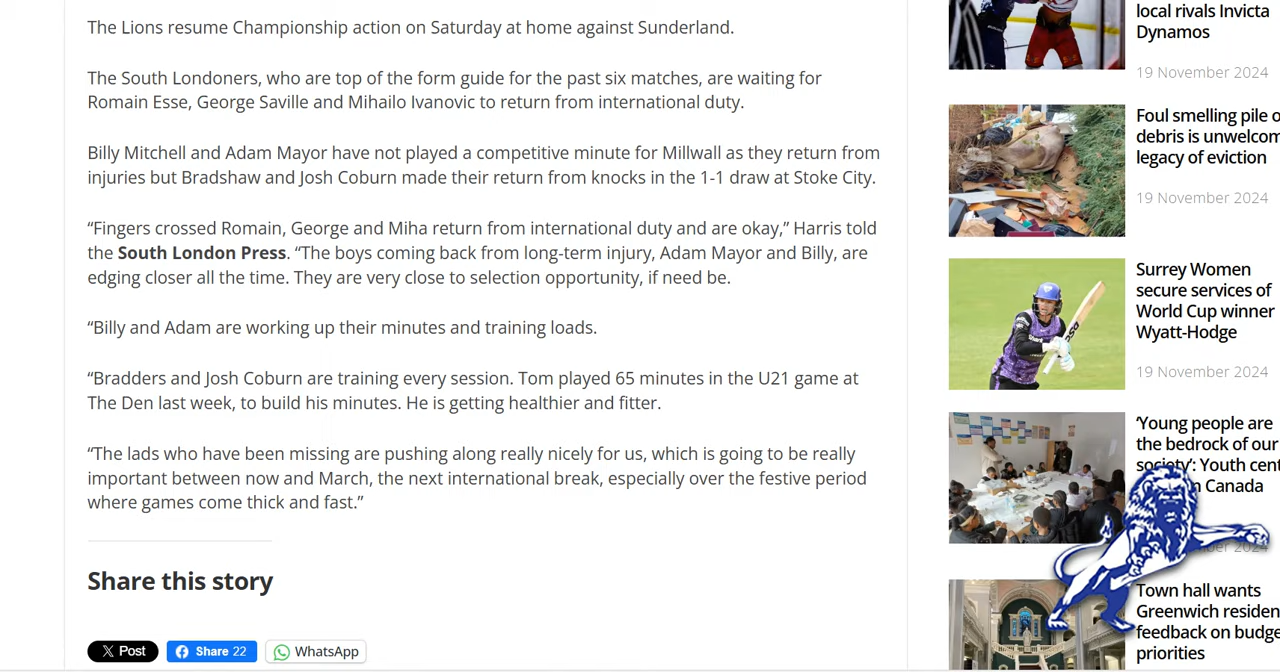 The Lions resume Championship action on Saturday at home against Sunderland.
The South Londoners, who are top of the form guide for the past six matches, are waiting for
Romain Esse, George Saville and Mihailo Ivanovic to return from international duty.
Billy Mitchell and Adam Mayor have not played a competitive minute for Millwall as they return from
injuries but Bradshaw and Josh Coburn made their return from knocks in the 1-1 draw at Stoke City.
“Fingers crossed Romain, George and Miha return from international duty and are okay,” Harris told
the South London Press. “The boys coming back from long-term injury, Adam Mayor and Billy, are
edging closer all the time. They are very close to selection opportunity, if need be.
“Billy and Adam are working up their minutes and training loads.
“Bradders and Josh Coburn are training every session. Tom played 65 minutes in the U21 game at
The Den last week, to build his minutes. He is getting healthier and fitter.
“The lads who have been missing are pushing along really nicely for us, which is going to be really
important between now and March, the next international break, especially over the festive period
where games come thick and fast.”
Share this story
Post
Share 22
WhatsApp
local rivals Invicta
Dynamos
19 November 2024
Foul smelling pile o
debris is unwelcom
legacy of eviction
19 November 2024
Surrey Women
secure services of
World Cup winner
Wyatt-Hodge
19 November 2024
‘Young people are
the bedrock of our
society’: Youth cent
Canada
2024
Town hall wants
Greenwich residen
feedback on budge
priorities